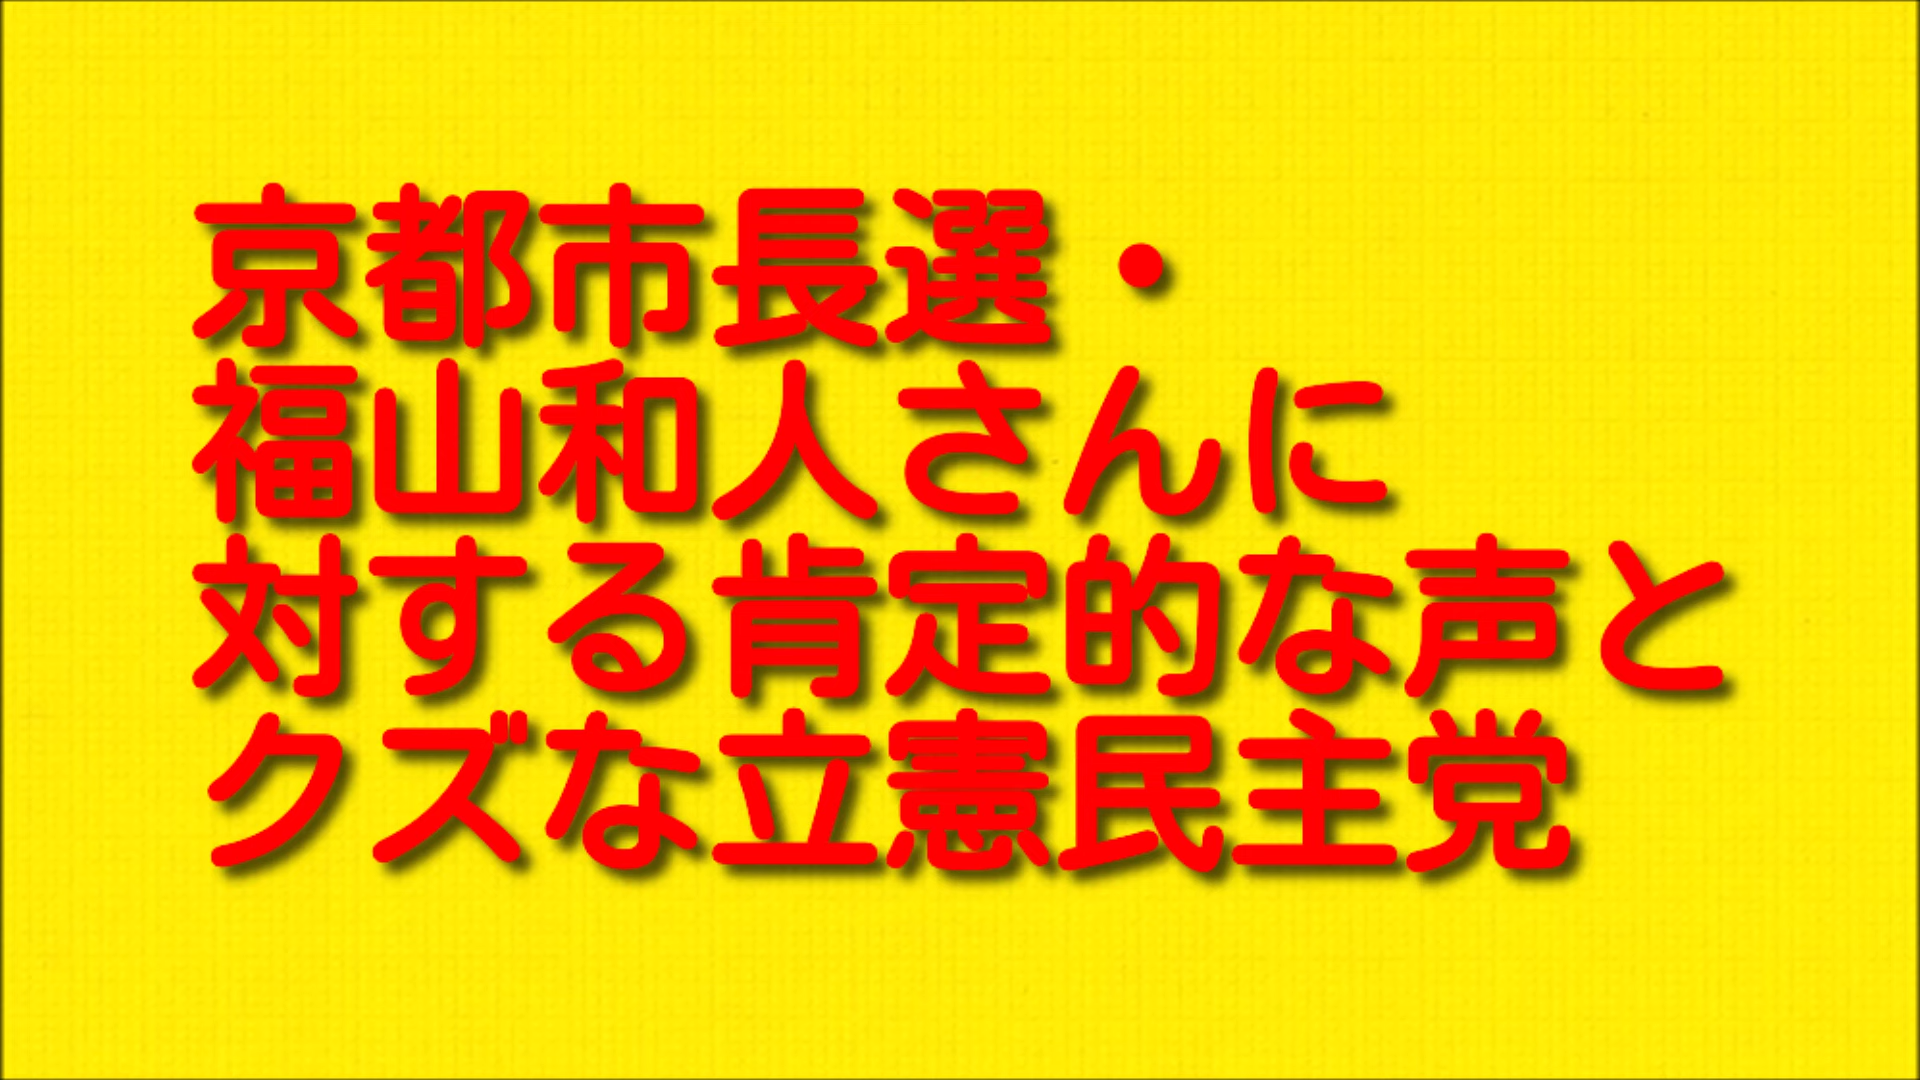 京都市長選・
福山和人さんに
対する肯定的な声と
クズな立憲民主党